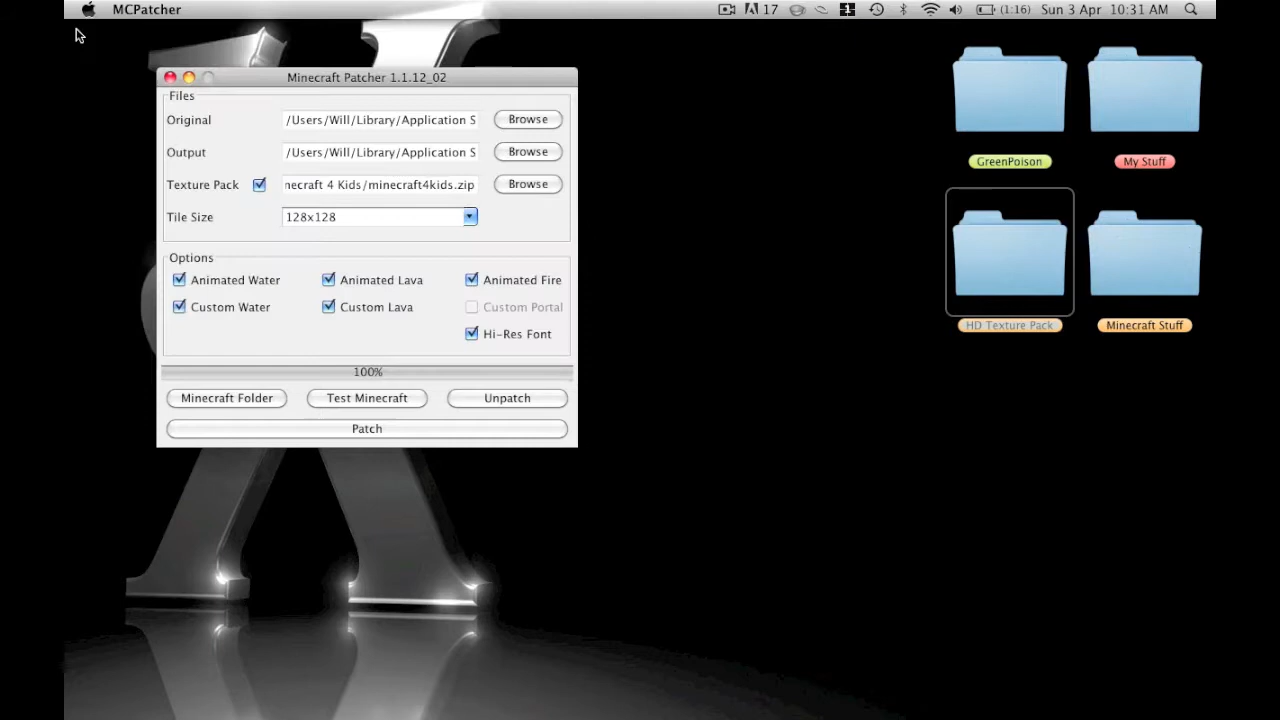 MCPatcher
17
(1:16) Sun 3 Apr 10:31 AM
Minecraft Patcher 1.1.12_02
Files
Original /Users/Will/Library/Application S Browse
Output /Users/Will/Library/Application S Browse
Texture Pack necraft 4 Kids/minecraft4kids.zip Browse
Tile Size 128x128
Options
Animated Water Animated Lava Animated Fire
Custom Water Custom Lava Custom Portal
Hi-Res Font
100%
Minecraft Folder Test Minecraft Unpatch
Patch
GreenPoison My Stuff
HD Texture Pack Minecraft Stuff